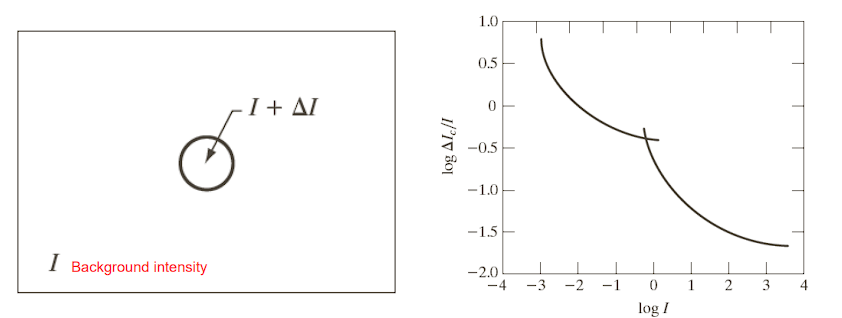 I + ΔI
I Background intensity
log ΔI_c/I
1.0
0.5
0
−0.5
−1.0
−1.5
−2.0
−4 −3 −2 −1 0 1 2 3 4
log I